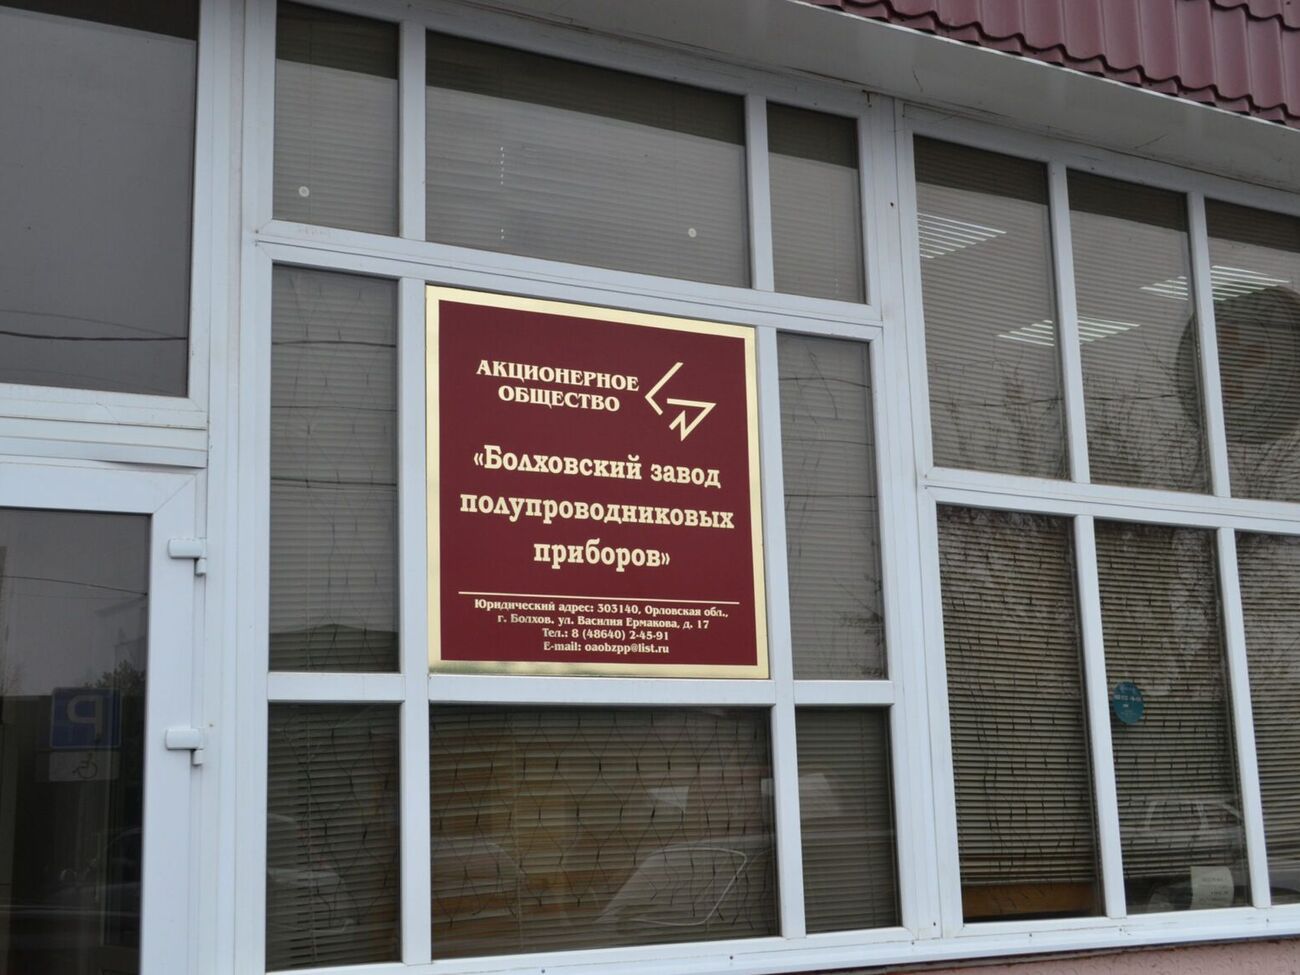 АКЦИОНЕРНОЕ
ОБЩЕСТВО
«Болховский завод
полупроводниковых
приборов»
Юридический адрес: 303140, Орловская обл.,
г. Болхов, ул. Василия Ермакова, д. 17
Тел.: 8 (48640) 2-45-91
E-mail: oaobzpp@list.ru